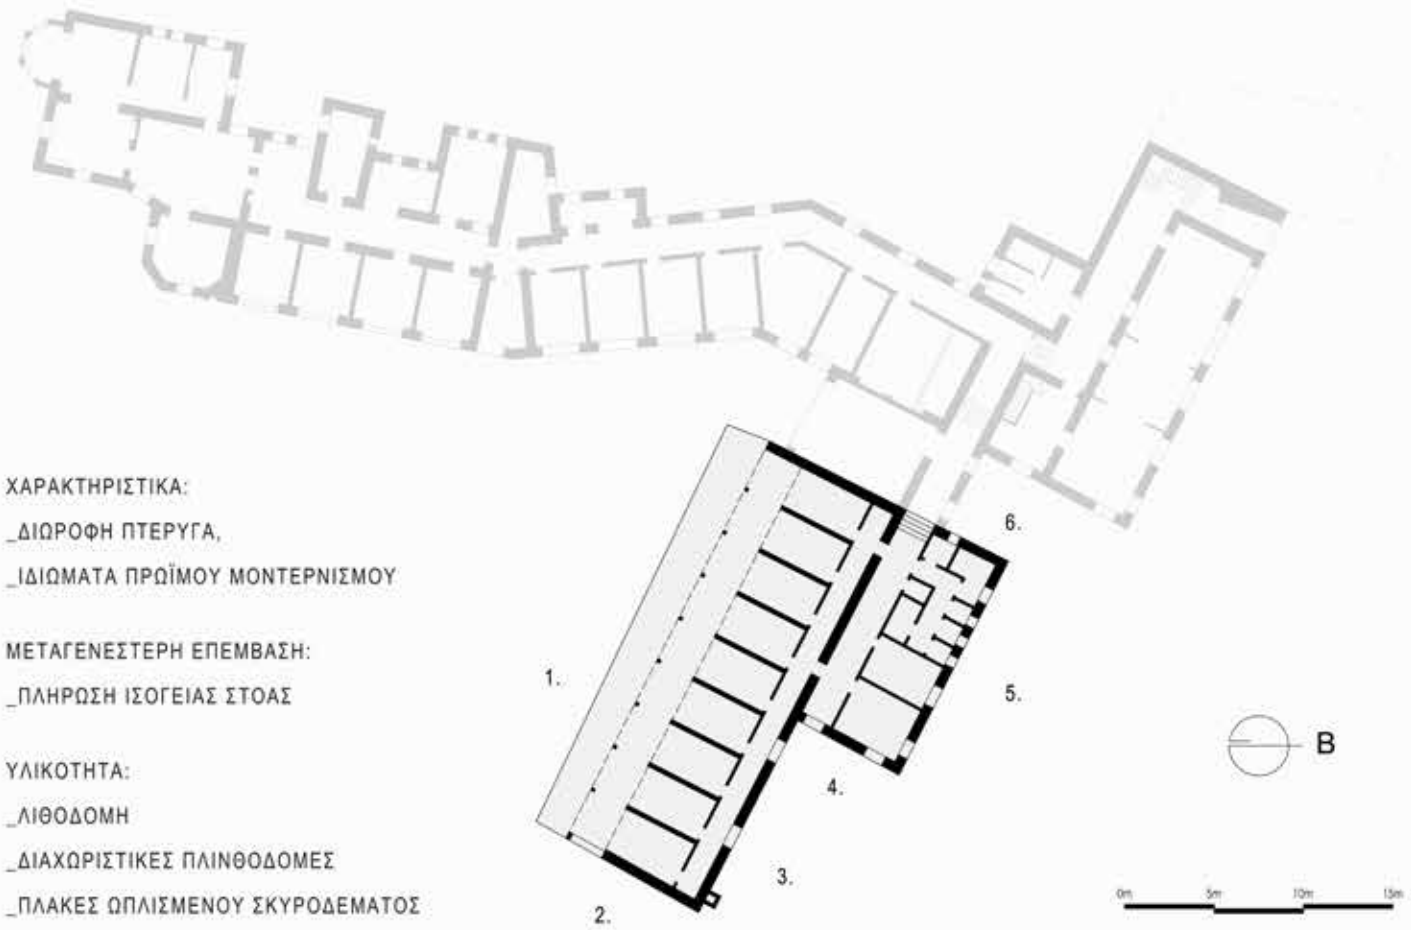 ΧΑΡΑΚΤΗΡΙΣΤΙΚΑ:
_ΔΙΩΡΟΦΗ ΠΤΕΡΥΓΑ,
_ΙΔΙΩΜΑΤΑ ΠΡΩΪΜΟΥ ΜΟΝΤΕΡΝΙΣΜΟΥ
ΜΕΤΑΓΕΝΕΣΤΕΡΗ ΕΠΕΜΒΑΣΗ:
_ΠΛΗΡΩΣΗ ΙΣΟΓΕΙΑΣ ΣΤΟΑΣ
ΥΛΙΚΟΤΗΤΑ:
_ΛΙΘΟΔΟΜΗ
_ΔΙΑΧΩΡΙΣΤΙΚΕΣ ΠΛΙΝΘΟΔΟΜΕΣ
_ΠΛΑΚΕΣ ΩΠΛΙΣΜΕΝΟΥ ΣΚΥΡΟΔΕΜΑΤΟΣ
1.
2.
3.
4.
5.
6.
Β
0m 5m 10m 15m